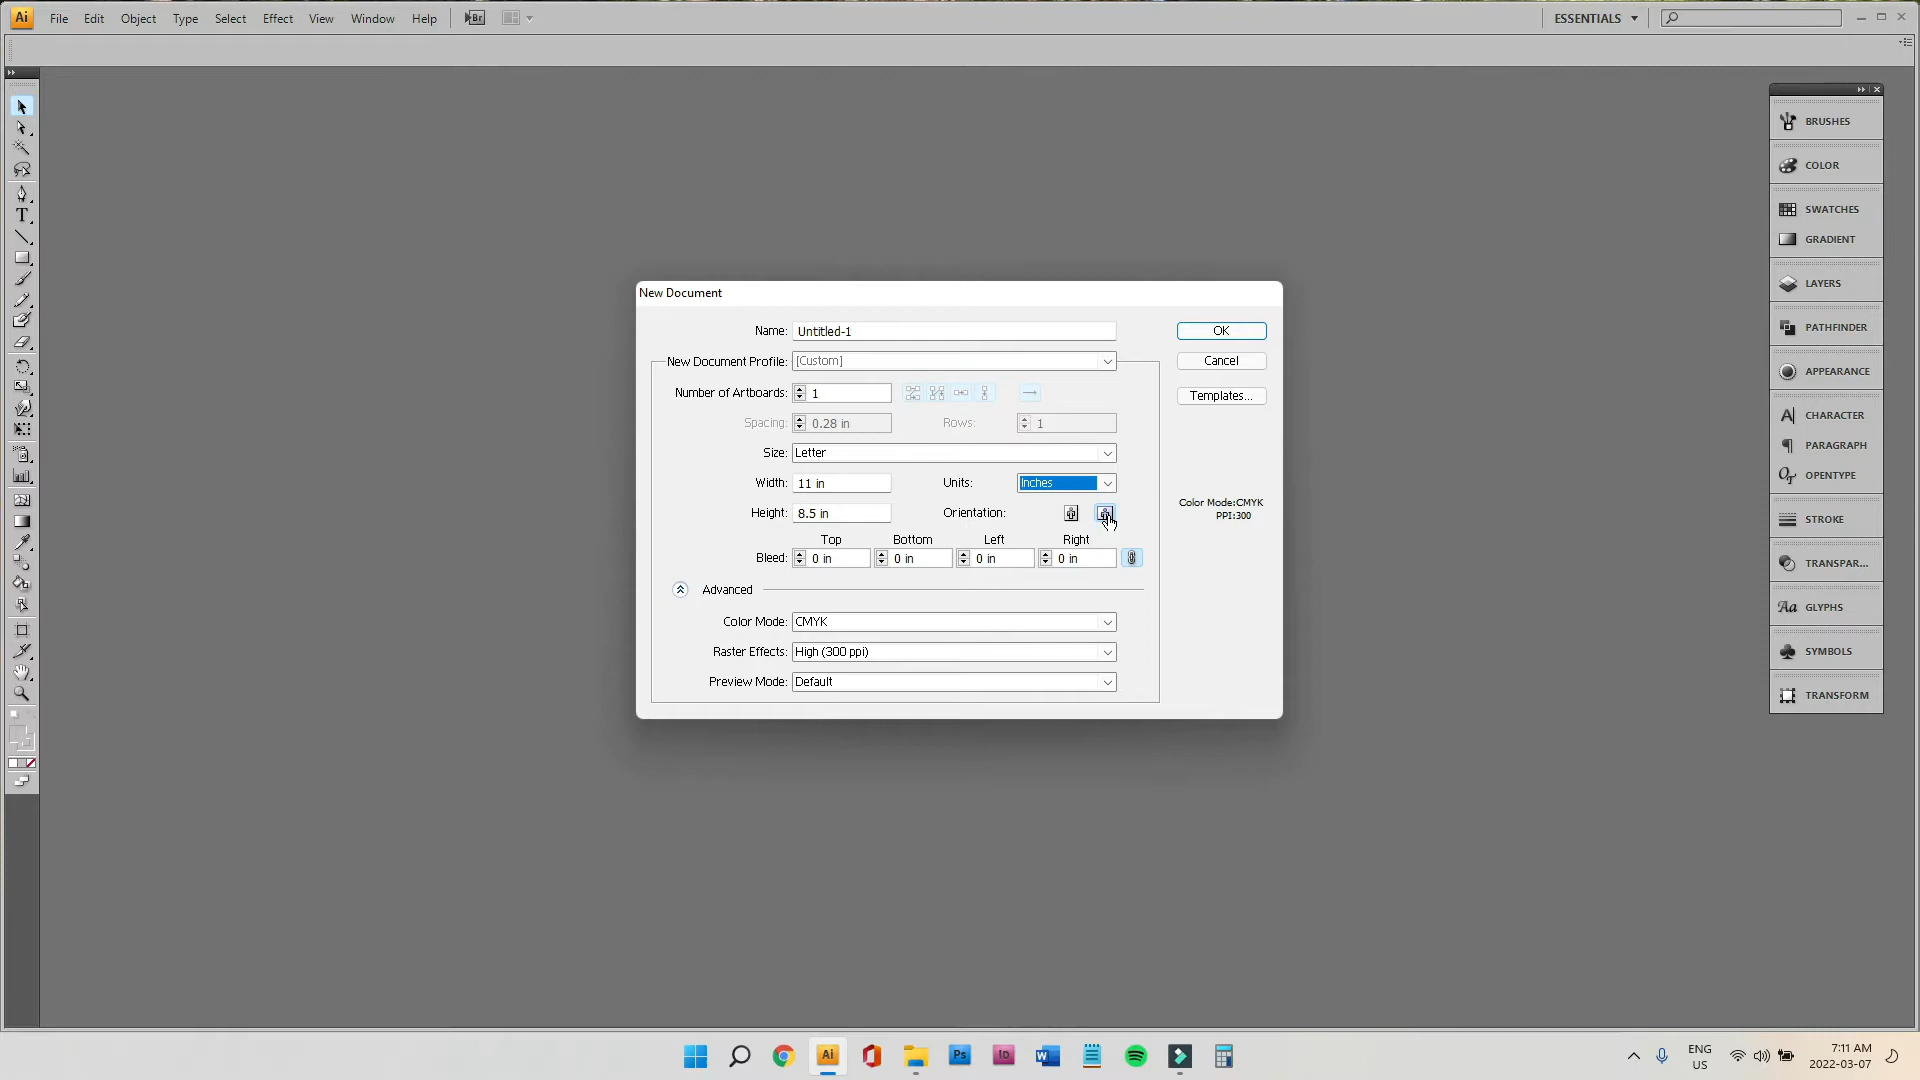 Ai File Edit Object Type Select Effect View Window Help Br ESSENTIALS
BRUSHES
COLOR
SWATCHES
GRADIENT
LAYERS
PATHFINDER
APPEARANCE
CHARACTER
PARAGRAPH
OPENTYPE
STROKE
TRANSPAR...
GLYPHS
SYMBOLS
TRANSFORM
New Document
Name: Untitled-1 OK
New Document Profile: [Custom] Cancel
Number of Artboards: 1 Templates...
Spacing: 0.28 in Rows: 1
Size: Letter
Width: 11 in Units: Inches
Height: 8.5 in Orientation:
Color Mode:CMYK
PPI:300
Top Bottom Left Right
Bleed: 0 in 0 in 0 in 0 in
Advanced
Color Mode: CMYK
Raster Effects: High (300 ppi)
Preview Mode: Default
Ai Ps Id W
ENG
US
7:11 AM
2022-03-07